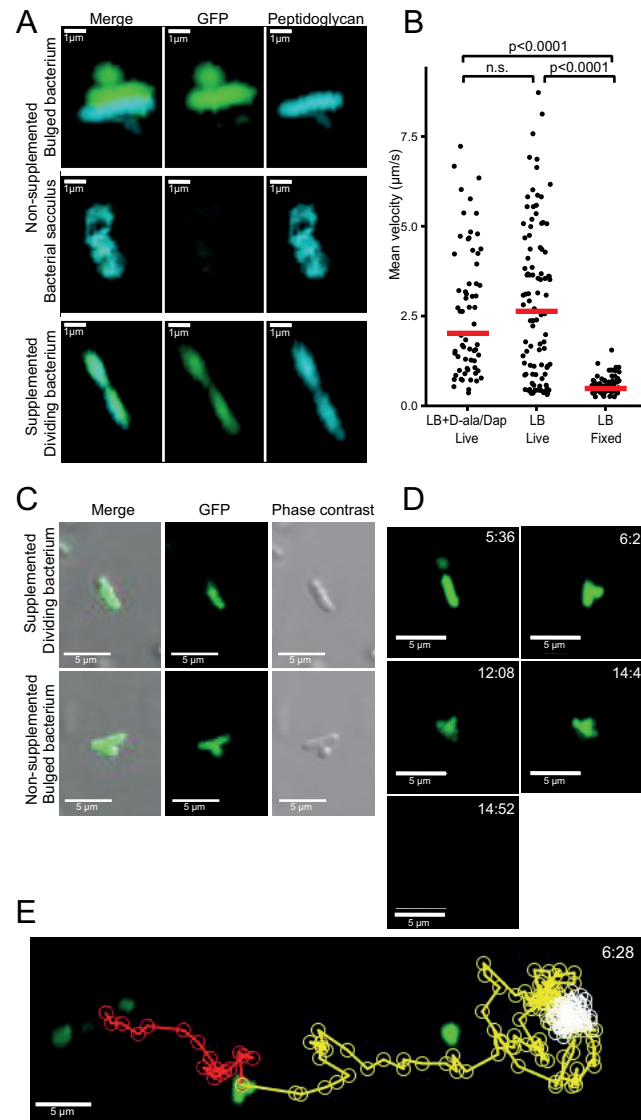 A
Merge GFP Peptidoglycan
Non-supplemented
Bulged bacterium
1µm 1µm 1µm
Bacterial sacculus
1µm 1µm 1µm
Supplemented
Dividing bacterium
1µm 1µm 1µm
B
p<0.0001
n.s. p<0.0001
Mean velocity (µm/s)
7.5
5.0
2.5
0.0
LB+D-ala/Dap LB LB
Live Live Fixed
C
Merge GFP Phase contrast
Supplemented
Dividing bacterium
5 µm 5 µm 5 µm
Non-supplemented
Bulged bacterium
5 µm 5 µm 5 µm
D
5:36 6:2
5 µm 5 µm
12:08 14:4
5 µm 5 µm
14:52
5 µm
E
6:28
5 µm